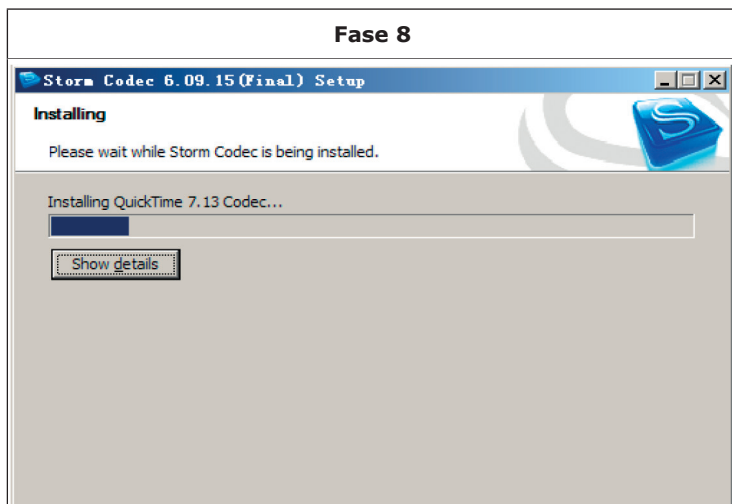 Fase 8
Storm Codec 6.09.15(Final) Setup
Installing
Please wait while Storm Codec is being installed.
Installing QuickTime 7.13 Codec...
Show details